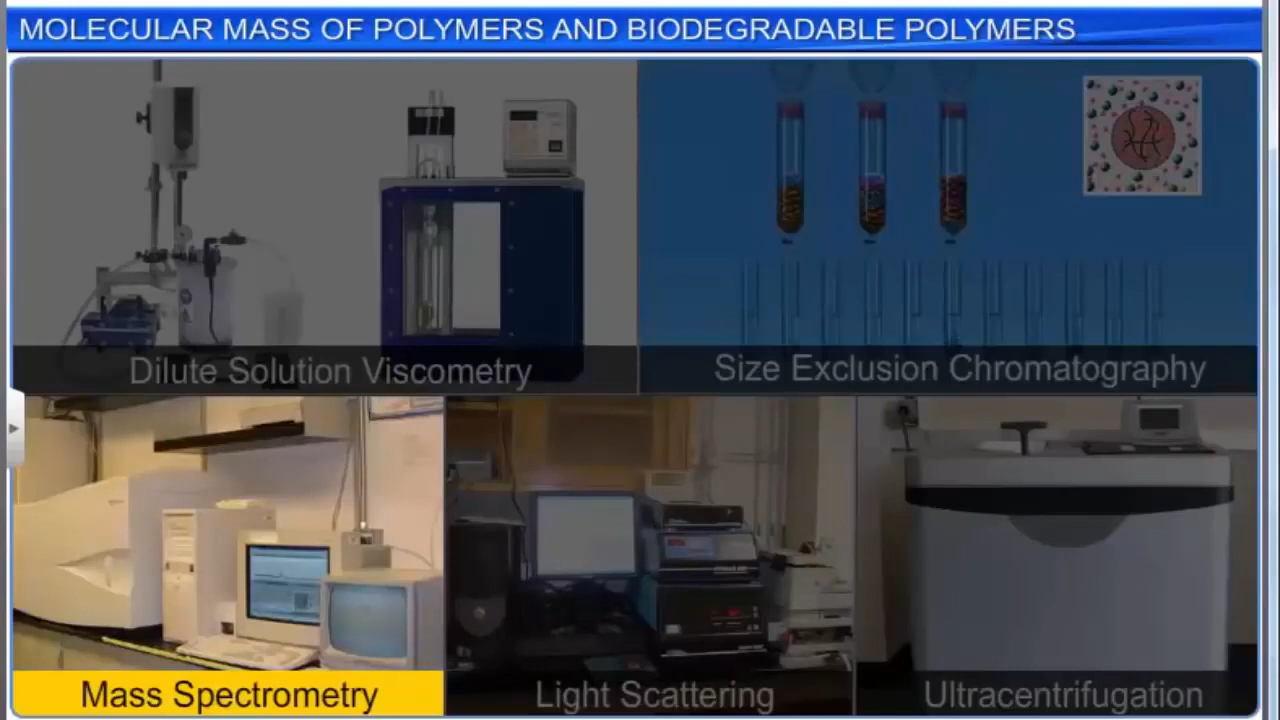 MOLECULAR MASS OF POLYMERS AND BIODEGRADABLE POLYMERS
Dilute Solution Viscometry
Size Exclusion Chromatography
Mass Spectrometry
Light Scattering
Ultracentrifugation